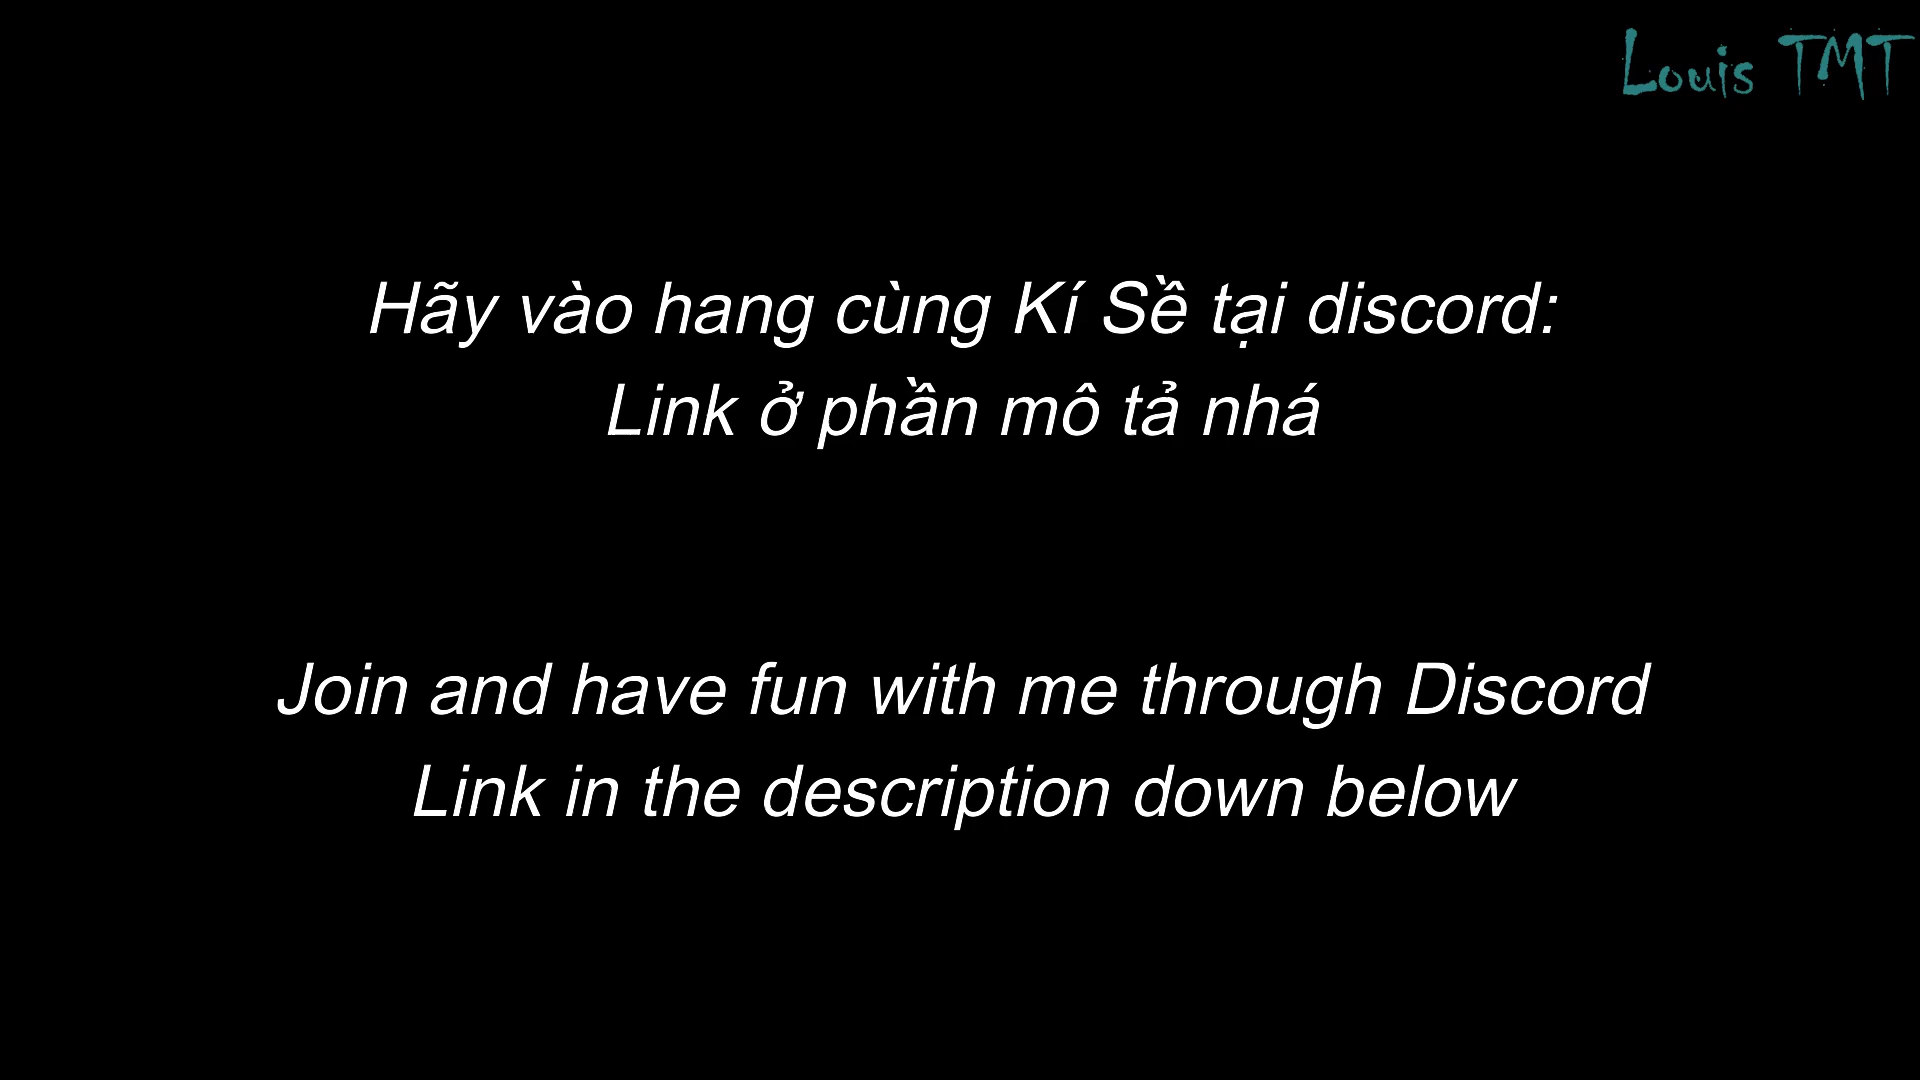 Louis TMT
Hãy vào hang cùng Kí Sề tại discord:
Link ở phần mô tả nhá
Join and have fun with me through Discord
Link in the description down below